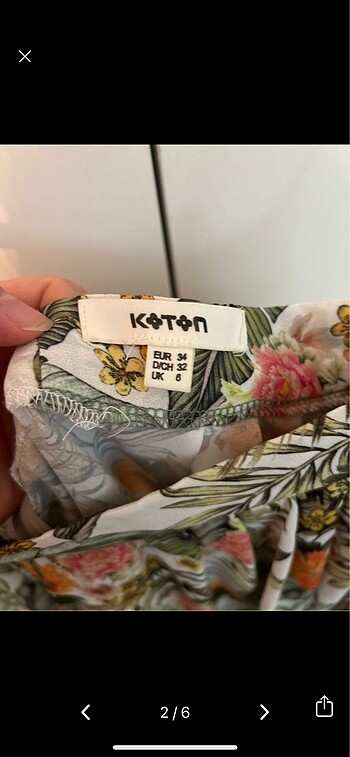 KOTON
EUR 34
D/CH 32
UK 6
2/6